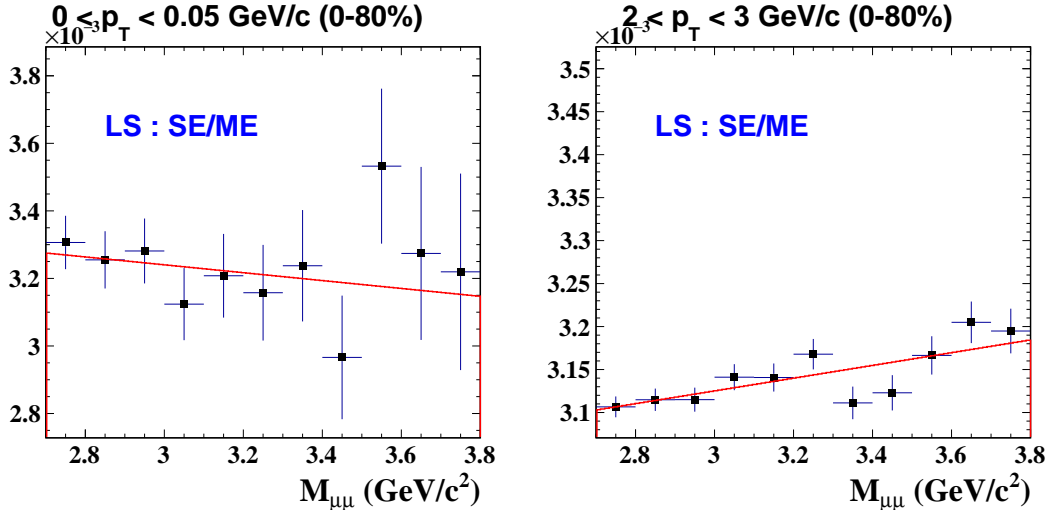 0 < p_T < 0.05 GeV/c (0-80%)
×10⁻³
3.8
3.6
3.4
3.2
3
2.8
LS : SE/ME
2.8 3 3.2 3.4 3.6 3.8
M_μμ (GeV/c²)
2 < p_T < 3 GeV/c (0-80%)
×10⁻³
3.5
3.45
3.4
3.35
3.3
3.25
3.2
3.15
3.1
LS : SE/ME
2.8 3 3.2 3.4 3.6 3.8
M_μμ (GeV/c²)